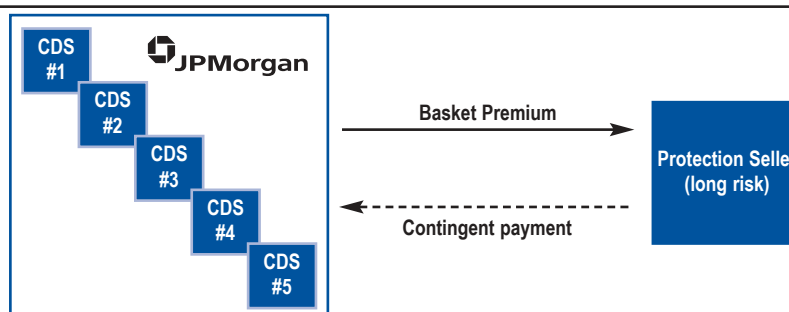 CDS
#1
JPMorgan
CDS
#2
CDS
#3
CDS
#4
CDS
#5
Basket Premium
Contingent payment
Protection Selle
(long risk)